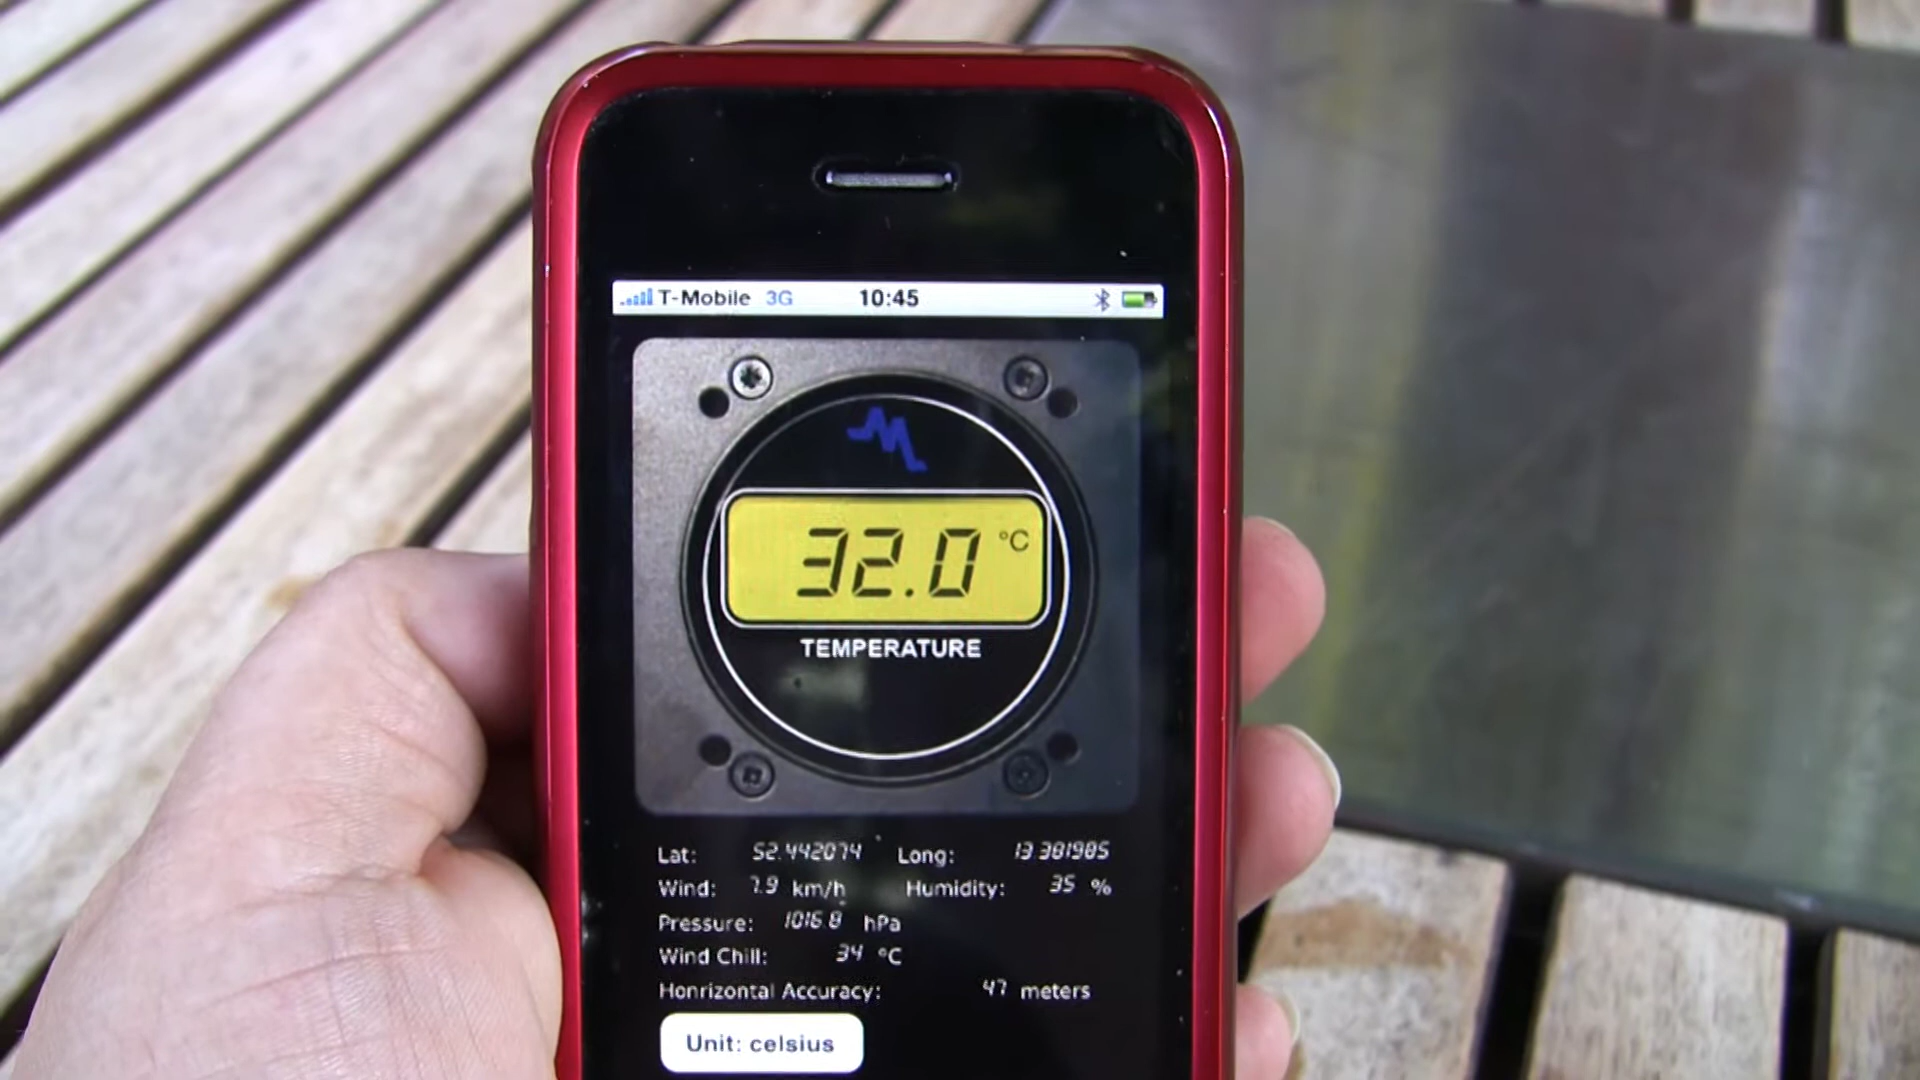 T-Mobile 3G 10:45
32.0 °C
TEMPERATURE
Lat: 52.442074 Long: 13.381985
Wind: 7.9 km/h Humidity: 35 %
Pressure: 1016.8 hPa
Wind Chill: 34 °C
Honrizontal Accuracy: 47 meters
Unit: celsius